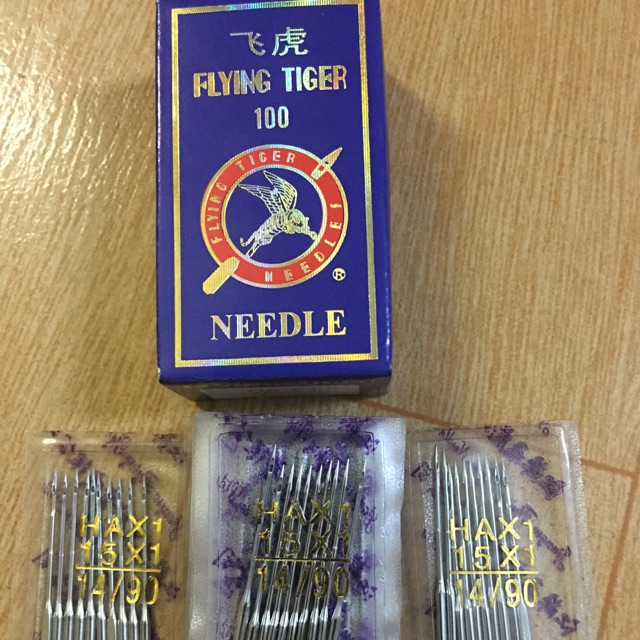 飞虎
FLYING TIGER
100
FLYING TIGER
NEEDLES
®
NEEDLE
HAX1
15X1
14/90
HAX1
15X1
14/90
HAX1
15X1
14/90